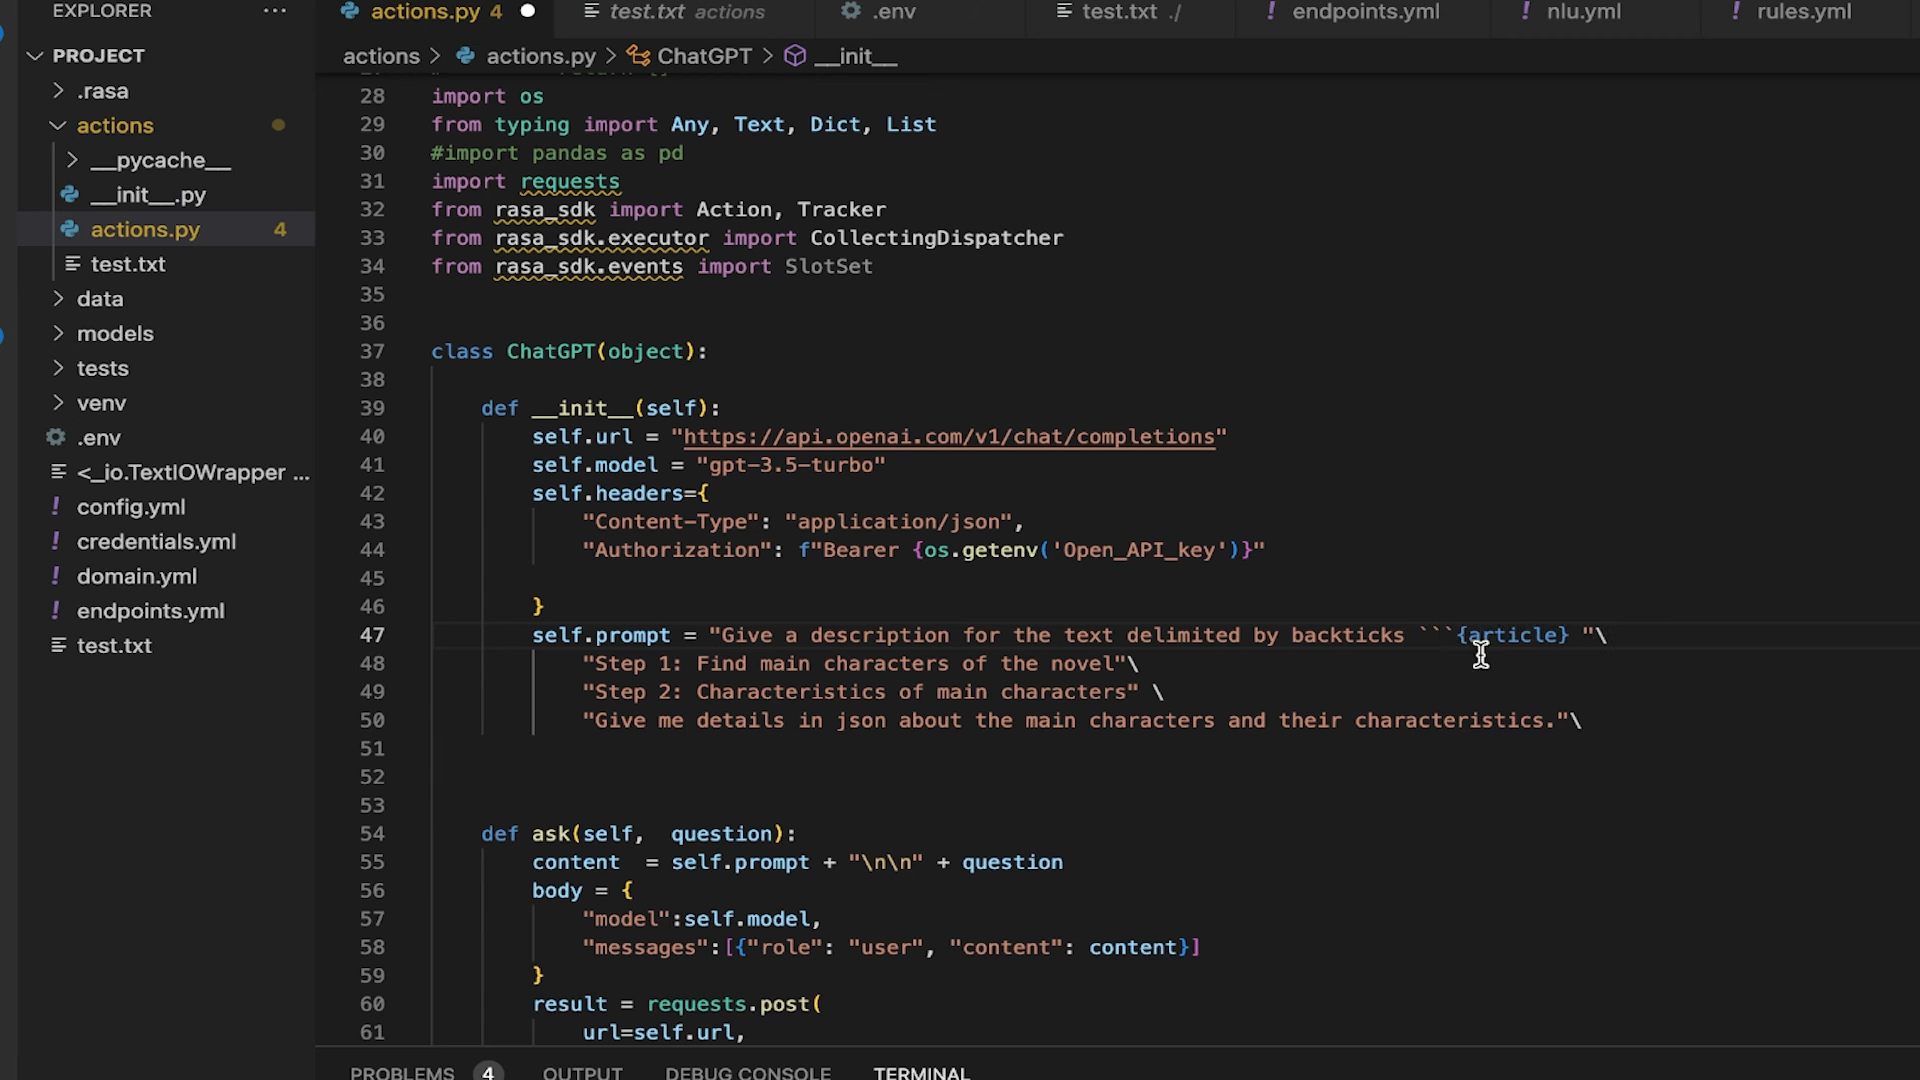 EXPLORER ···
PROJECT
.rasa
actions
__pycache__
__init__.py
actions.py 4
test.txt
data
models
tests
venv
.env
<_io.TextIOWrapper ...
config.yml
credentials.yml
domain.yml
endpoints.yml
test.txt
actions.py 4 test.txt actions .env test.txt ./ endpoints.yml nlu.yml rules.yml
actions > actions.py > ChatGPT > __init__
28 import os
29 from typing import Any, Text, Dict, List
30 #import pandas as pd
31 import requests
32 from rasa_sdk import Action, Tracker
33 from rasa_sdk.executor import CollectingDispatcher
34 from rasa_sdk.events import SlotSet
35
36
37 class ChatGPT(object):
38
39 def __init__(self):
40 self.url = "https://api.openai.com/v1/chat/completions"
41 self.model = "gpt-3.5-turbo"
42 self.headers={
43 "Content-Type": "application/json",
44 "Authorization": f"Bearer {os.getenv('Open_API_key')}"
45
46 }
47 self.prompt = "Give a description for the text delimited by backticks ```{article} "\
48 "Step 1: Find main characters of the novel"\
49 "Step 2: Characteristics of main characters" \
50 "Give me details in json about the main characters and their characteristics."\
51
52
53
54 def ask(self, question):
55 content = self.prompt + "\n\n" + question
56 body = {
57 "model":self.model,
58 "messages":[{"role": "user", "content": content}]
59 }
60 result = requests.post(
61 url=self.url,
PROBLEMS 4 OUTPUT DEBUG CONSOLE TERMINAL